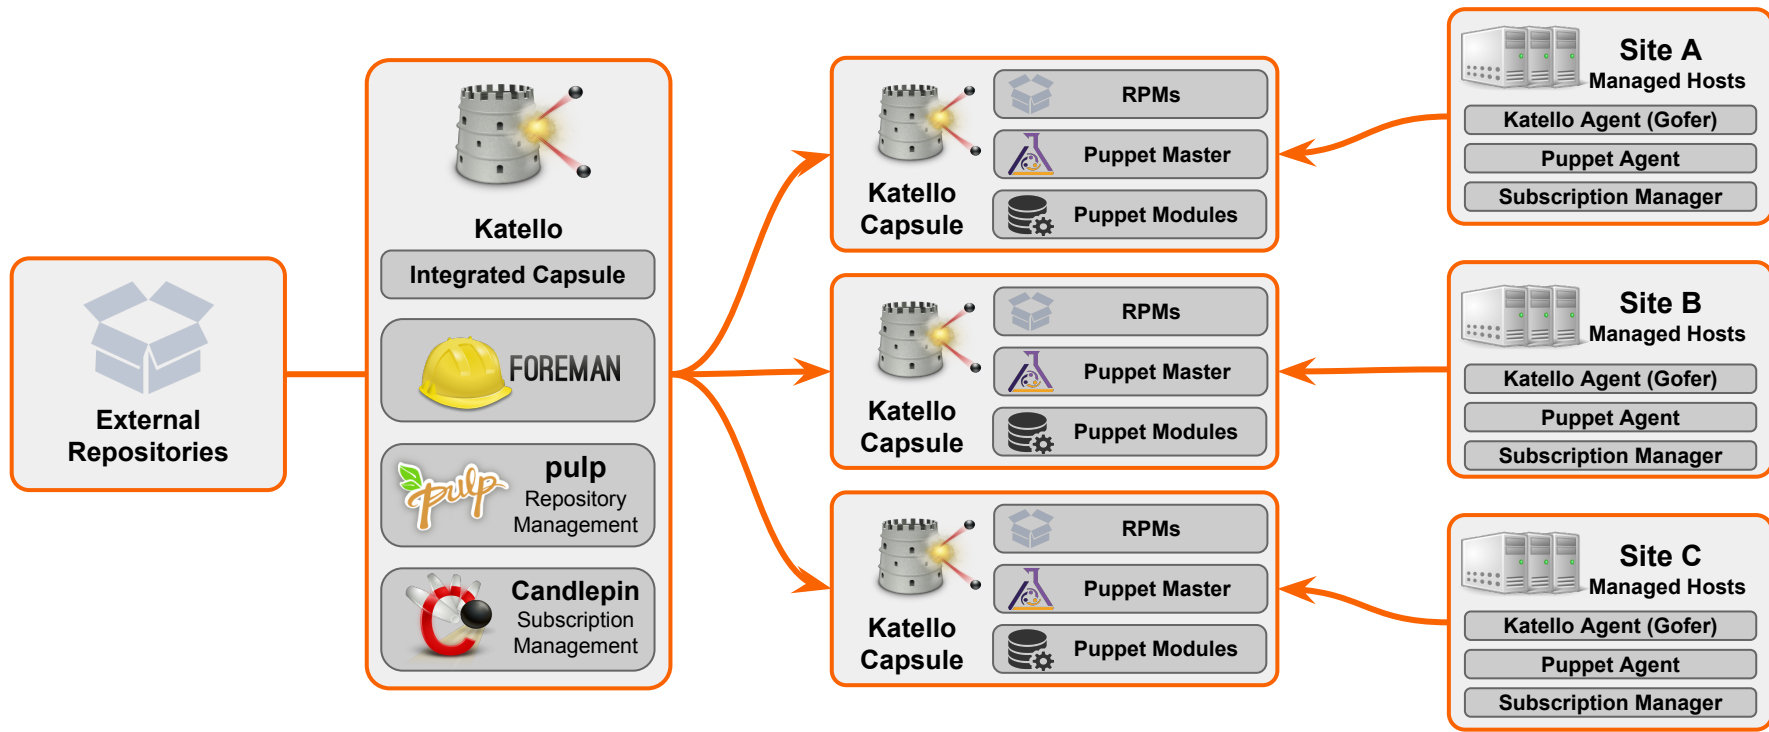 External
Repositories
Katello
Integrated Capsule
FOREMAN
pulp
pulp
Repository
Management
Candlepin
Subscription
Management
Katello
Capsule
RPMs
Puppet Master
Puppet Modules
Katello
Capsule
RPMs
Puppet Master
Puppet Modules
Katello
Capsule
RPMs
Puppet Master
Puppet Modules
Site A
Managed Hosts
Katello Agent (Gofer)
Puppet Agent
Subscription Manager
Site B
Managed Hosts
Katello Agent (Gofer)
Puppet Agent
Subscription Manager
Site C
Managed Hosts
Katello Agent (Gofer)
Puppet Agent
Subscription Manager